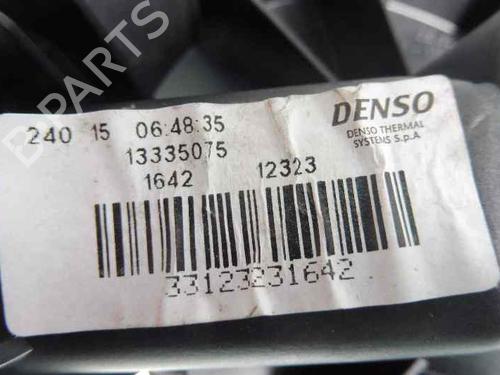 240 15 06:48:35
DENSO
DENSO THERMAL
SYSTEMS S.p.A.
13335075
1642 12323
33123231642
B-PARTS